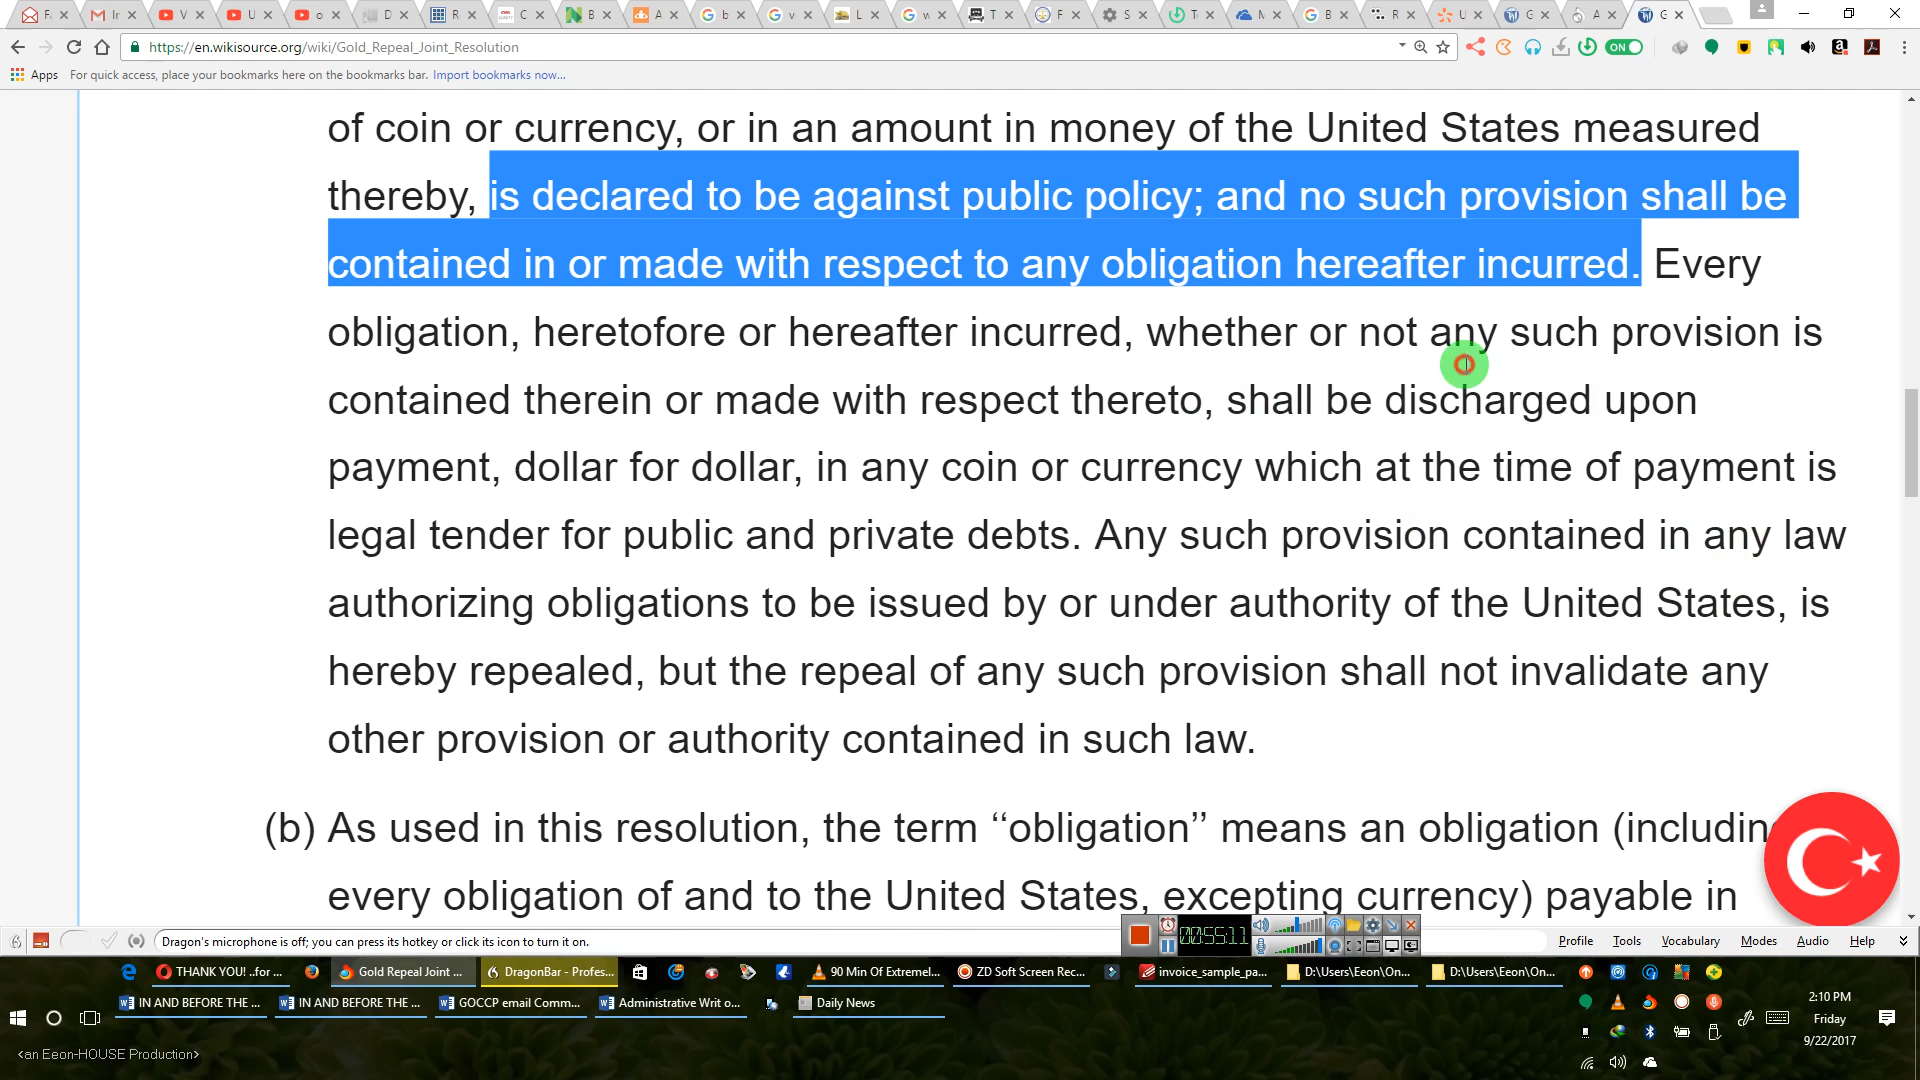 F
Ir
V
U
o
D
R
C
B
A
b
v
L
w
T
F
S
T
M
B
R
U
G
A
G
https://en.wikisource.org/wiki/Gold_Repeal_Joint_Resolution
ON
Apps For quick access, place your bookmarks here on the bookmarks bar. Import bookmarks now...
of coin or currency, or in an amount in money of the United States measured
thereby, is declared to be against public policy; and no such provision shall be
contained in or made with respect to any obligation hereafter incurred. Every
obligation, heretofore or hereafter incurred, whether or not any such provision is
contained therein or made with respect thereto, shall be discharged upon
payment, dollar for dollar, in any coin or currency which at the time of payment is
legal tender for public and private debts. Any such provision contained in any law
authorizing obligations to be issued by or under authority of the United States, is
hereby repealed, but the repeal of any such provision shall not invalidate any
other provision or authority contained in such law.
(b) As used in this resolution, the term ‘‘obligation’’ means an obligation (including
every obligation of and to the United States, excepting currency) payable in
Dragon's microphone is off; you can press its hotkey or click its icon to turn it on.
00:55:11
Profile Tools Vocabulary Modes Audio Help
THANK YOU! ..for ...
Gold Repeal Joint ...
DragonBar - Profes...
90 Min Of Extremel...
ZD Soft Screen Rec...
invoice_sample_pa...
D:\Users\Eeon\On...
D:\Users\Eeon\On...
IN AND BEFORE THE ...
IN AND BEFORE THE ...
GOCCP email Comm...
Administrative Writ o...
Daily News
2:10 PM
Friday
9/22/2017
<an Eeon-HOUSE Production>